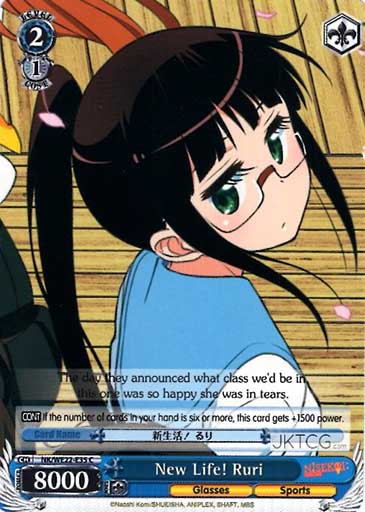 LEVEL
2
1
COST
The day they announced what class we'd be in
this one was so happy she was in tears.
CONT If the number of cards in your hand is six or more, this card gets +1500 power.
Card Name 新生活! るり
JKTCG.com
CH
New Life! Ruri
NISEKOI:
8000
Glasses Sports
©Naoshi Komi/SHUEISHA, ANIPLEX, SHAFT, MBS